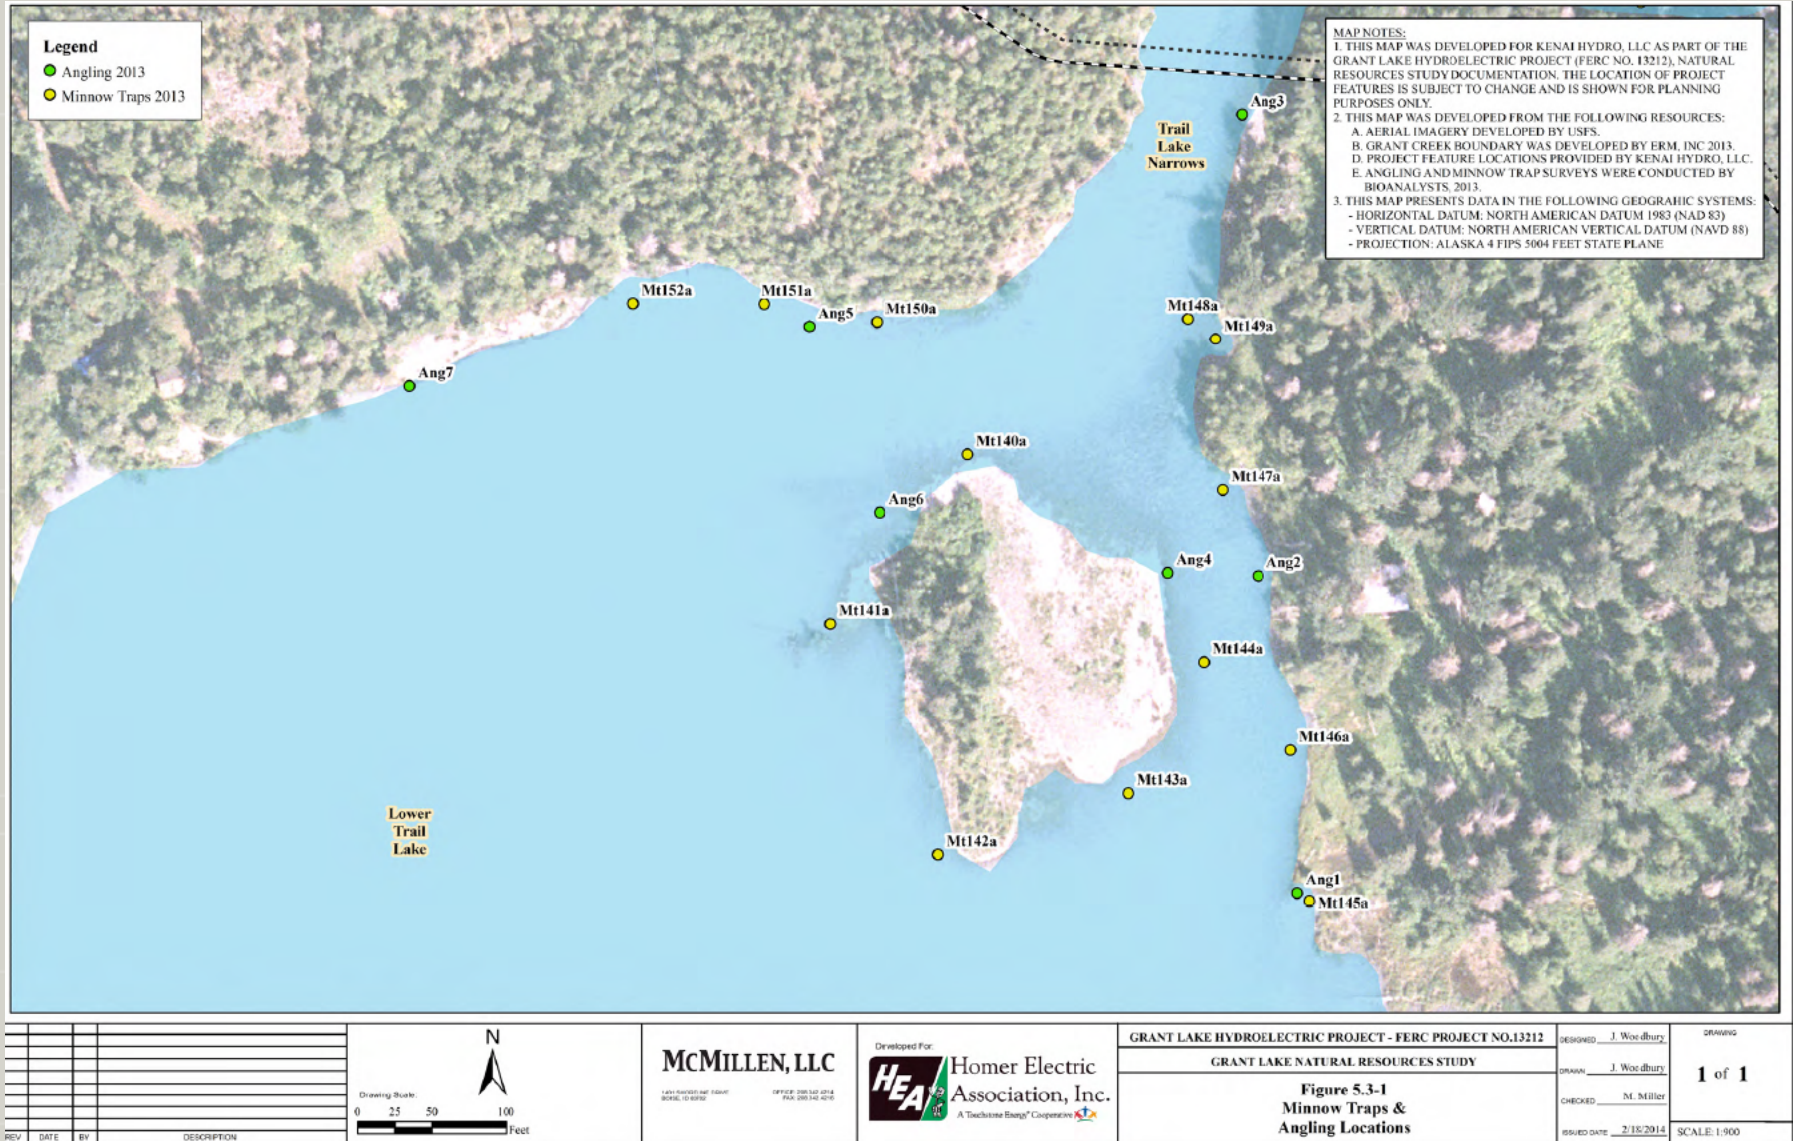 Legend
Angling 2013
Minnow Traps 2013
MAP NOTES:
1. THIS MAP WAS DEVELOPED FOR KENAI HYDRO, LLC AS PART OF THE
GRANT LAKE HYDROELECTRIC PROJECT (FERC NO. 13212), NATURAL
RESOURCES STUDY DOCUMENTATION. THE LOCATION OF PROJECT
FEATURES IS SUBJECT TO CHANGE AND IS SHOWN FOR PLANNING
PURPOSES ONLY.
2. THIS MAP WAS DEVELOPED FROM THE FOLLOWING RESOURCES:
A. AERIAL IMAGERY DEVELOPED BY USFS.
B. GRANT CREEK BOUNDARY WAS DEVELOPED BY ERM, INC 2013.
D. PROJECT FEATURE LOCATIONS PROVIDED BY KENAI HYDRO, LLC.
E. ANGLING AND MINNOW TRAP SURVEYS WERE CONDUCTED BY
BIOANALYSTS, 2013.
3. THIS MAP PRESENTS DATA IN THE FOLLOWING GEOGRAHIC SYSTEMS:
- HORIZONTAL DATUM: NORTH AMERICAN DATUM 1983 (NAD 83)
- VERTICAL DATUM: NORTH AMERICAN VERTICAL DATUM (NAVD 88)
- PROJECTION: ALASKA 4 FIPS 5004 FEET STATE PLANE
Ang3
Trail
Lake
Narrows
Mt152a
Mt151a
Ang5
Mt150a
Mt148a
Mt149a
Ang7
Mt140a
Mt147a
Ang6
Ang4
Ang2
Mt141a
Mt144a
Mt146a
Mt143a
Lower
Trail
Lake
Mt142a
Ang1
Mt145a
REV DATE BY DESCRIPTION
N
Drawing Scale:
0 25 50 100
Feet
MCMILLEN, LLC
Developed For:
HEA
Homer Electric
Association, Inc.
A Touchstone Energy® Cooperative
GRANT LAKE HYDROELECTRIC PROJECT - FERC PROJECT NO.13212
GRANT LAKE NATURAL RESOURCES STUDY
Figure 5.3-1
Minnow Traps &
Angling Locations
DESIGNED J. Woodbury
DRAWN J. Woodbury
CHECKED M. Miller
ISSUED DATE 2/18/2014
DRAWING
1 of 1
SCALE: 1:900